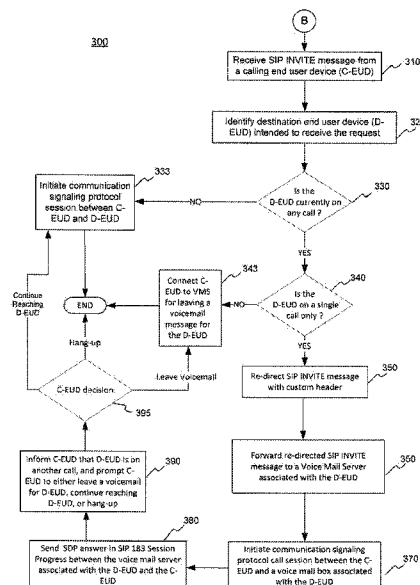 B
300
Receive SIP INVITE message from
a calling end user device (C-EUD)
310
Identify destination end user device (D-
EUD) intended to receive the request
Is the
D-EUD currently on
any call ?
330
NO
YES
333
Initiate communication
signaling protocol
session between C-
EUD and D-EUD
Is the
D-EUD on a single
call only ?
340
NO
YES
343
Connect C-
EUD to VMS
for leaving a
voicemail
message for
the D-EUD
END
Continue
Reaching
D-EUD
Hang-up
Leave Voicemail
C-EUD decision
395
Re-direct SIP INVITE message
with custom header
350
Forward re-directed SIP INVITE
message to a Voice Mail Server
associated with the D-EUD
360
Initiate communication signaling
protocol call session between the C-
EUD and a voice mail box associated
with the D-EUD
370
Send SDP answer in SIP 183 Session
Progress between the voice mail server
associated with the D-EUD and the C-
EUD
380
Inform C-EUD that D-EUD is on
another call, and prompt C-
EUD to either leave a voicemail
for D-EUD, continue reaching
D-EUD, or hang-up
390